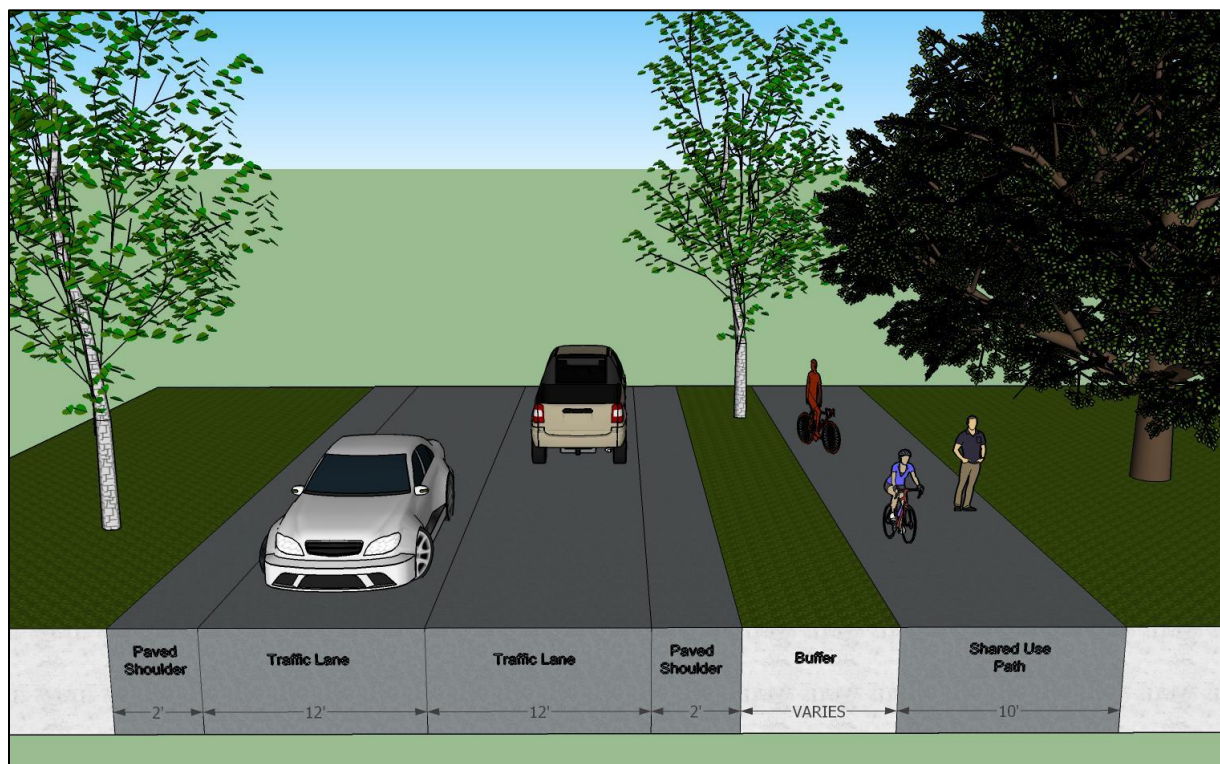 Paved
Shoulder
Traffic Lane
Traffic Lane
Paved
Shoulder
Buffer
Shared Use
Path
2'
12'
12'
2'
VARIES
10'